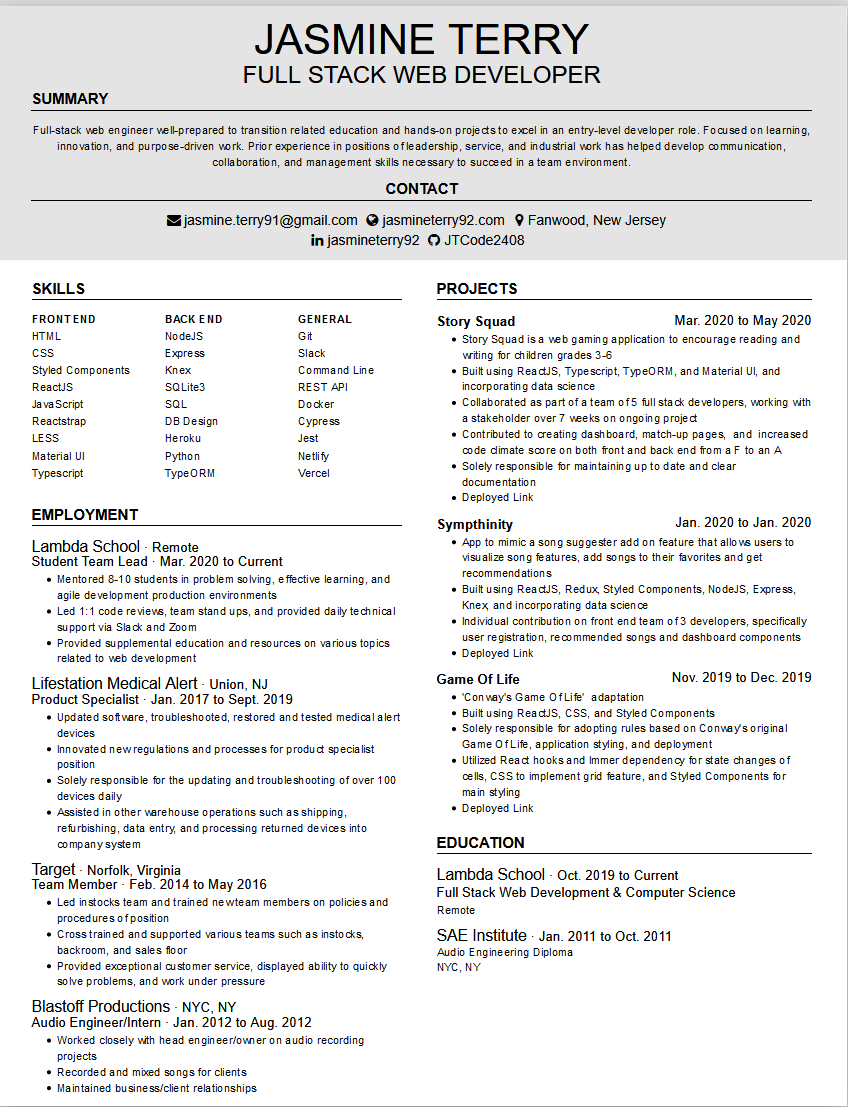 JASMINE TERRY
FULL STACK WEB DEVELOPER
SUMMARY
Full-stack web engineer well-prepared to transition related education and hands-on projects to excel in an entry-level developer role. Focused on learning,
innovation, and purpose-driven work. Prior experience in positions of leadership, service, and industrial work has helped develop communication,
collaboration, and management skills necessary to succeed in a team environment.
CONTACT
jasmine.terry91@gmail.com jasmineterry92.com Fanwood, New Jersey
jasmineterry92 JTCode2408
SKILLS
FRONT END BACK END GENERAL
HTML NodeJS Git
CSS Express Slack
Styled Components Knex Command Line
ReactJS SQLite3 REST API
JavaScript SQL Docker
Reactstrap DB Design Cypress
LESS Heroku Jest
Material UI Python Netlify
Typescript TypeORM Vercel
EMPLOYMENT
Lambda School · Remote
Student Team Lead · Mar. 2020 to Current
• Mentored 8-10 students in problem solving, effective learning, and
agile development production environments
• Led 1:1 code reviews, team stand ups, and provided daily technical
support via Slack and Zoom
• Provided supplemental education and resources on various topics
related to web development
Lifestation Medical Alert · Union, NJ
Product Specialist · Jan. 2017 to Sept. 2019
• Updated software, troubleshooted, restored and tested medical alert
devices
• Innovated new regulations and processes for product specialist
position
• Solely responsible for the updating and troubleshooting of over 100
devices daily
• Assisted in other warehouse operations such as shipping,
refurbishing, data entry, and processing returned devices into
company system
Target · Norfolk, Virginia
Team Member · Feb. 2014 to May 2016
• Led instocks team and trained new team members on policies and
procedures of position
• Cross trained and supported various teams such as instocks,
backroom, and sales floor
• Provided exceptional customer service, displayed ability to quickly
solve problems, and work under pressure
Blastoff Productions · NYC, NY
Audio Engineer/Intern · Jan. 2012 to Aug. 2012
• Worked closely with head engineer/owner on audio recording
projects
• Recorded and mixed songs for clients
• Maintained business/client relationships
PROJECTS
Story Squad Mar. 2020 to May 2020
• Story Squad is a web gaming application to encourage reading and
writing for children grades 3-6
• Built using ReactJS, Typescript, TypeORM, and Material UI, and
incorporating data science
• Collaborated as part of a team of 5 full stack developers, working with
a stakeholder over 7 weeks on ongoing project
• Contributed to creating dashboard, match-up pages, and increased
code climate score on both front and back end from a F to an A
• Solely responsible for maintaining up to date and clear
documentation
• Deployed Link
Sympthinity Jan. 2020 to Jan. 2020
• App to mimic a song suggester add on feature that allows users to
visualize song features, add songs to their favorites and get
recommendations
• Built using ReactJS, Redux, Styled Components, NodeJS, Express,
Knex, and incorporating data science
• Individual contribution on front end team of 3 developers, specifically
user registration, recommended songs and dashboard components
• Deployed Link
Game Of Life Nov. 2019 to Dec. 2019
• 'Conway's Game Of Life' adaptation
• Built using ReactJS, CSS, and Styled Components
• Solely responsible for adopting rules based on Conway's original
Game Of Life, application styling, and deployment
• Utilized React hooks and Immer dependency for state changes of
cells, CSS to implement grid feature, and Styled Components for
main styling
• Deployed Link
EDUCATION
Lambda School · Oct. 2019 to Current
Full Stack Web Development & Computer Science
Remote
SAE Institute · Jan. 2011 to Oct. 2011
Audio Engineering Diploma
NYC, NY